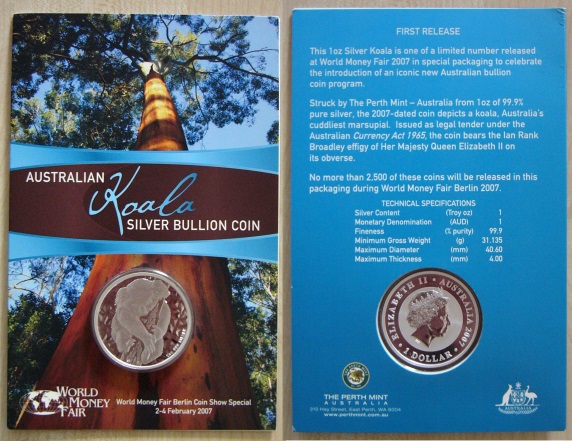 AUSTRALIAN
Koala
SILVER BULLION COIN
WORLD
MONEY
FAIR
World Money Fair Berlin Coin Show Special
2-4 February 2007
FIRST RELEASE
This 1oz Silver Koala is one of a limited number released
at World Money Fair 2007 in special packaging to celebrate
the introduction of an iconic new Australian bullion
coin program.
Struck by The Perth Mint – Australia from 1oz of 99.9%
pure silver, the 2007-dated coin depicts a koala, Australia's
cuddliest marsupial. Issued as legal tender under the
Australian Currency Act 1965, the coin bears the Ian Rank
Broadley effigy of Her Majesty Queen Elizabeth II on
its obverse.
No more than 2,500 of these coins will be released in this
packaging during World Money Fair Berlin 2007.
TECHNICAL SPECIFICATIONS
Silver Content (Troy oz) 1
Monetary Denomination (AUD) 1
Fineness (% purity) 99.9
Minimum Gross Weight (g) 31.135
Maximum Diameter (mm) 40.60
Maximum Thickness (mm) 4.00
ELIZABETH II • AUSTRALIA 2007
• 1 DOLLAR •
THE PERTH MINT
AUSTRALIA
310 Hay Street, East Perth, WA 6004
www.perthmint.com.au